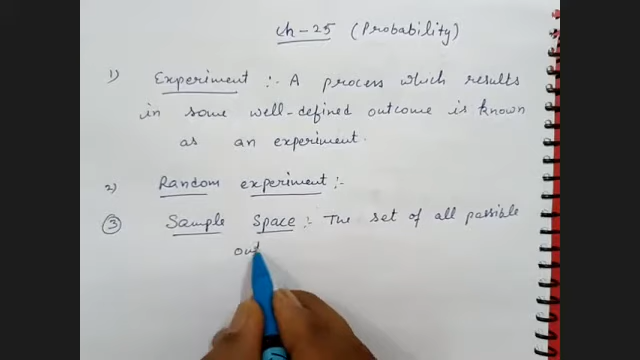 Ch-25 (Probability)
1) Experiment :- A process which results
in some well-defined outcome is known
as an experiment.
2) Random experiment :-
3) Sample Space :- The set of all possible
out